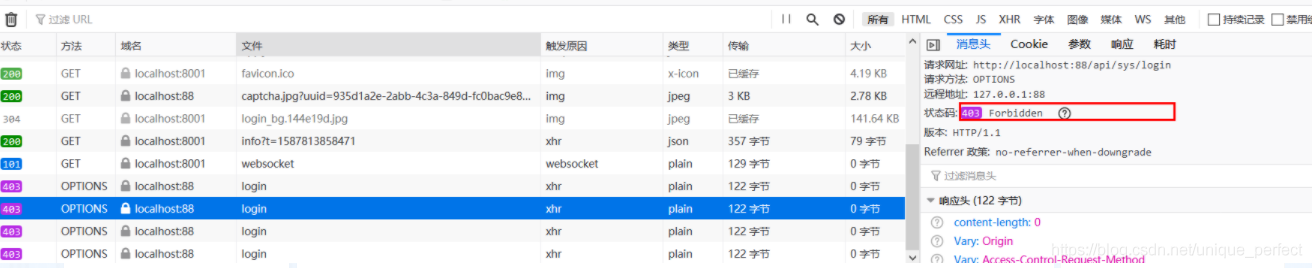 过滤 URL 所有 HTML CSS JS XHR 字体 图像 媒体 WS 其他 持续记录 禁用
状态 方法 域名 文件 触发原因 类型 传输 大小
200 GET localhost:8001 favicon.ico img x-icon 已缓存 4.19 KB
200 GET localhost:88 captcha.jpg?uuid=935d1a2e-2abb-4c3a-849d-fc0bac9e8... img jpeg 3 KB 2.78 KB
304 GET localhost:8001 login_bg.144e19d.jpg img jpeg 已缓存 141.64 KB
200 GET localhost:8001 info?t=1587813858471 xhr json 357 字节 79 字节
101 GET localhost:8001 websocket websocket plain 129 字节 0 字节
403 OPTIONS localhost:88 login xhr plain 122 字节 0 字节
403 OPTIONS localhost:88 login xhr plain 122 字节 0 字节
403 OPTIONS localhost:88 login xhr plain 122 字节 0 字节
403 OPTIONS localhost:88 login xhr plain 122 字节 0 字节
消息头 Cookie 参数 响应 耗时
请求网址: http://localhost:88/api/sys/login
请求方法: OPTIONS
远程地址: 127.0.0.1:88
状态码: 403 Forbidden
版本: HTTP/1.1
Referrer 政策: no-referrer-when-downgrade
过滤消息头
响应头 (122 字节)
content-length: 0
Vary: Origin
Vary: Access-Control-Request-Method
https://blog.csdn.net/unique_perfect